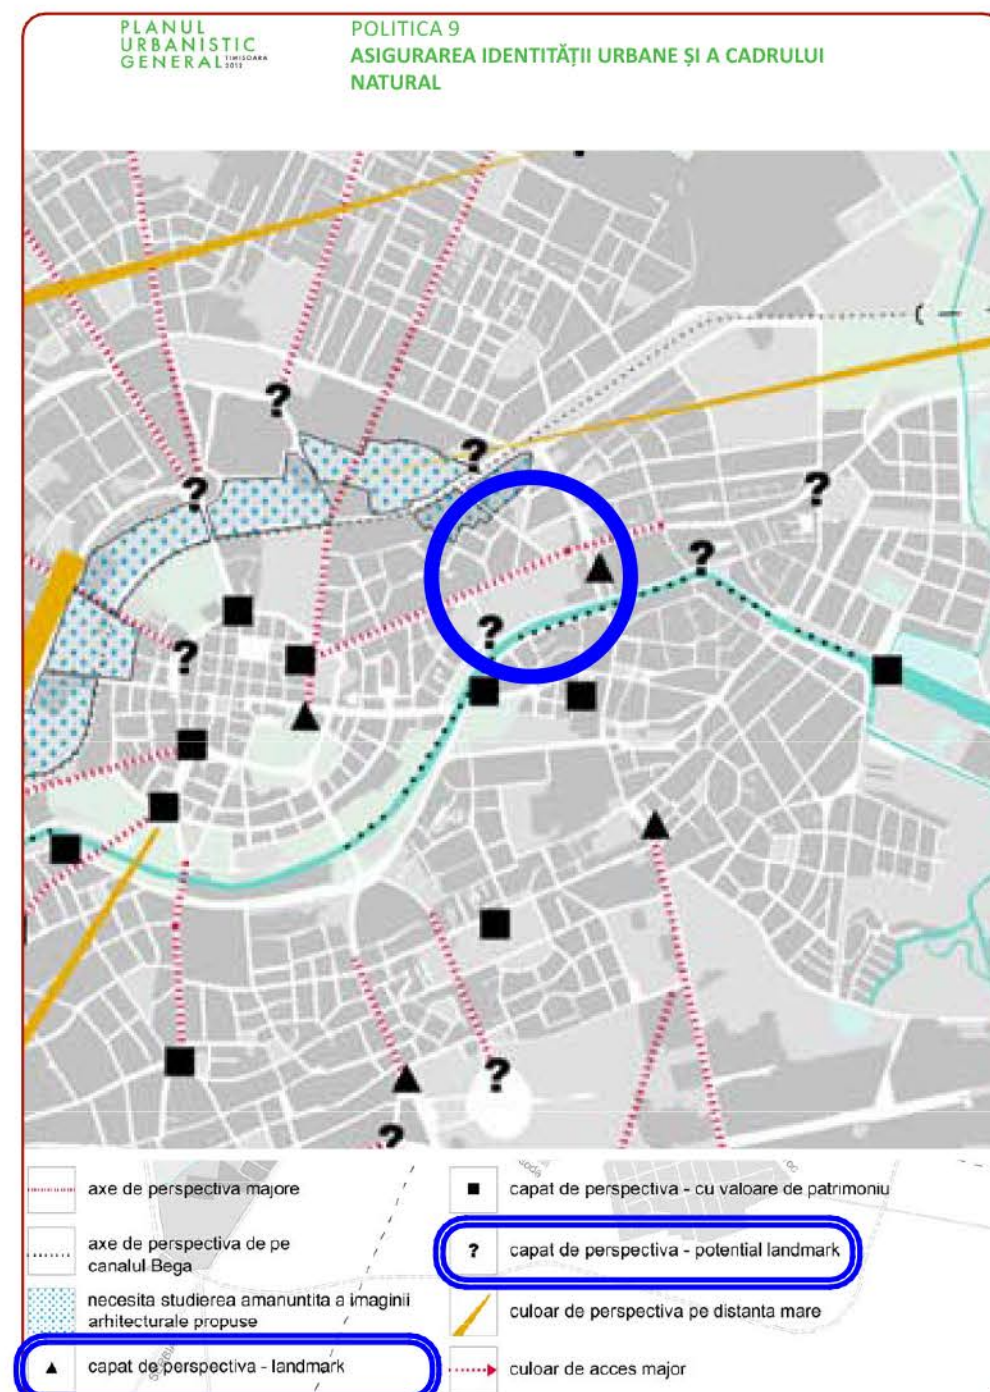 PLANUL
URBANISTIC
GENERAL TIMISOARA 2012
POLITICA 9
ASIGURAREA IDENTITĂȚII URBANE ȘI A CADRULUI
NATURAL
?
?
?
?
?
?
?
?
?
?
axe de perspectiva majore
capat de perspectiva - cu valoare de patrimoniu
axe de perspectiva de pe
canalul Bega
? capat de perspectiva - potential landmark
necesita studierea amanuntita a imaginii
arhitecturale propuse
culoar de perspectiva pe distanta mare
capat de perspectiva - landmark
culoar de acces major